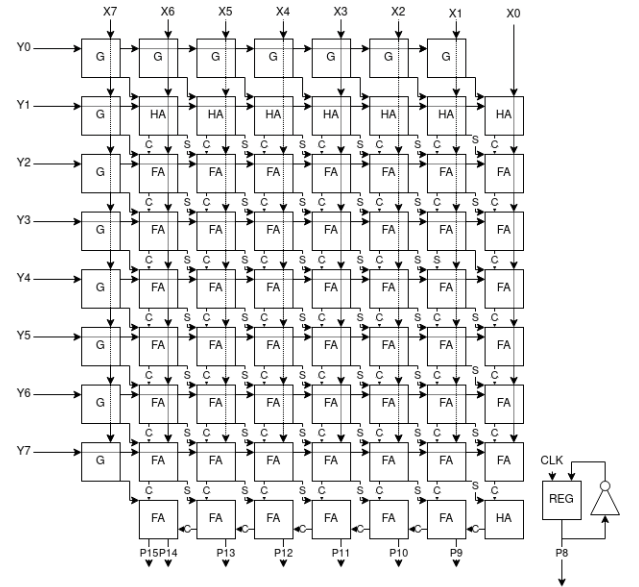 X7 X6 X5 X4 X3 X2 X1 X0
Y0 G G G G G G G
Y1 G HA HA HA HA HA HA HA
C S C S C S C S C S C S C
Y2 G FA FA FA FA FA FA FA
C S C S C S C S C S C S C
Y3 G FA FA FA FA FA FA FA
C S C S C S C S C S S S C
Y4 G FA FA FA FA FA FA FA
C S C S C S C S C S C S C
Y5 G FA FA FA FA FA FA FA
C S C S C S C S C S C S C
Y6 G FA FA FA FA FA FA FA
C S C S C S C S C S C S C
Y7 G FA FA FA FA FA FA FA
CLK
C S C S C S C S C S C S C
REG
FA C FA C FA C FA C FA C FA C HA
P15 P14 P13 P12 P11 P10 P9 P8